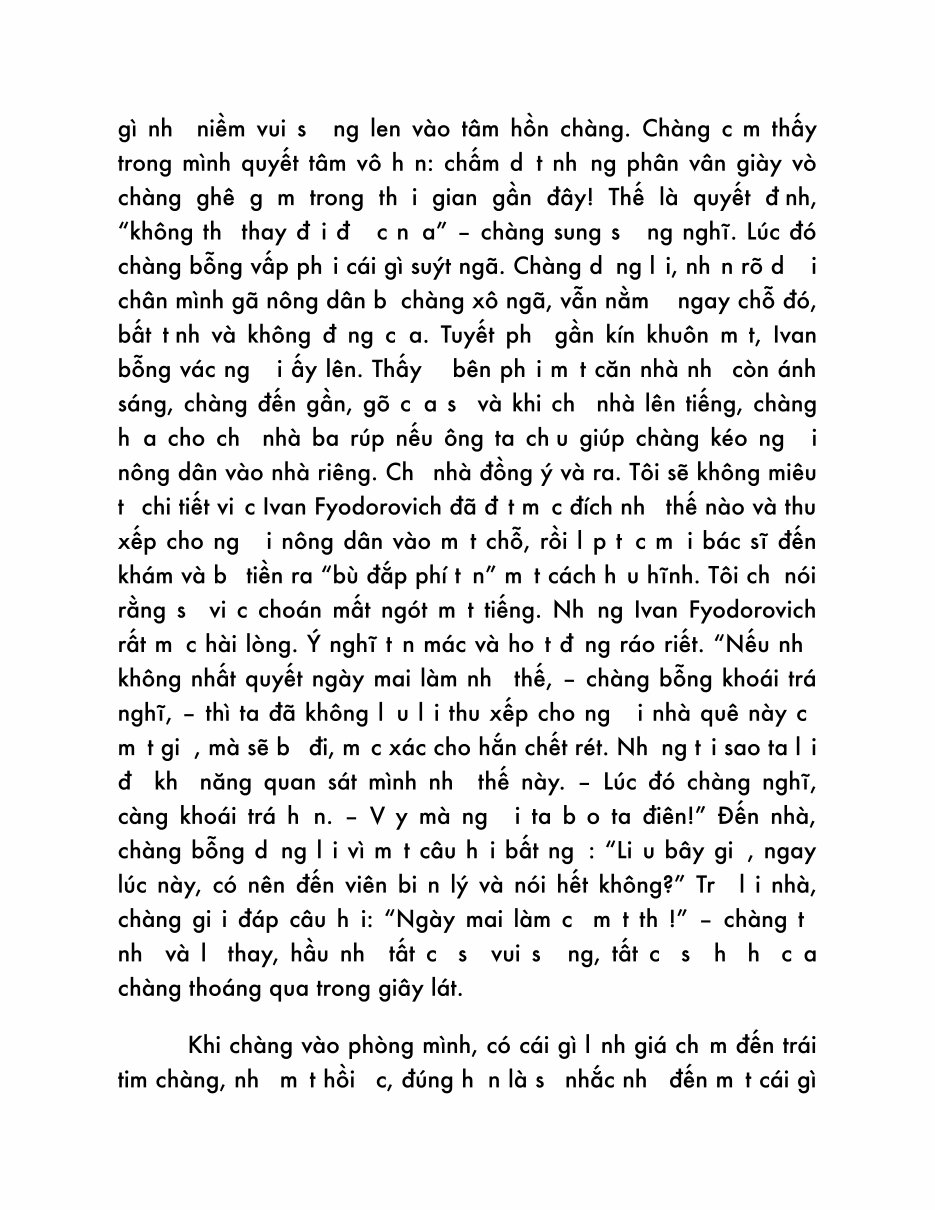 gì nh niềm vui s ng len vào tâm hồn chàng. Chàng c m thấy
trong mình quyết tâm vô h n: chấm d t nh ng phân vân giày vò
chàng ghê g m trong th i gian gần đây! Thế là quyết đ nh,
“không th thay đ i đ c n a” – chàng sung s ng nghĩ. Lúc đó
chàng bỗng vấp ph i cái gì suýt ngã. Chàng d ng l i, nh n rõ d i
chân mình gã nông dân b chàng xô ngã, vẫn nằm ngay chỗ đó,
bất t nh và không đ ng c a. Tuyết ph gần kín khuôn m t, Ivan
bỗng vác ng i ấy lên. Thấy bên ph i m t căn nhà nh còn ánh
sáng, chàng đến gần, gõ c a s và khi ch nhà lên tiếng, chàng
h a cho ch nhà ba rúp nếu ông ta ch u giúp chàng kéo ng i
nông dân vào nhà riêng. Ch nhà đồng ý và ra. Tôi sẽ không miêu
t chi tiết vi c Ivan Fyodorovich đã đ t m c đích nh thế nào và thu
xếp cho ng i nông dân vào m t chỗ, rồi l p t c m i bác sĩ đến
khám và b tiền ra “bù đắp phí t n” m t cách h u hĩnh. Tôi ch nói
rằng s vi c choán mất ngót m t tiếng. Nh ng Ivan Fyodorovich
rất m c hài lòng. Ý nghĩ t n mác và ho t đ ng ráo riết. “Nếu nh
không nhất quyết ngày mai làm nh thế, – chàng bỗng khoái trá
nghĩ, – thì ta đã không l u l i thu xếp cho ng i nhà quê này c
m t gi , mà sẽ b đi, m c xác cho hắn chết rét. Nh ng t i sao ta l i
đ kh năng quan sát mình nh thế này. – Lúc đó chàng nghĩ,
càng khoái trá h n. – V y mà ng i ta b o ta điên!” Đến nhà,
chàng bỗng d ng l i vì m t câu h i bất ng : “Li u bây gi , ngay
lúc này, có nên đến viên bi n lý và nói hết không?” Tr l i nhà,
chàng gi i đáp câu h i: “Ngày mai làm c m t th !” – chàng t
nh và l thay, hầu nh tất c s vui s ng, tất c s h h c a
chàng thoáng qua trong giây lát.
Khi chàng vào phòng mình, có cái gì l nh giá ch m đến trái
tim chàng, nh m t hồi c, đúng h n là s nhắc nh đến m t cái gì